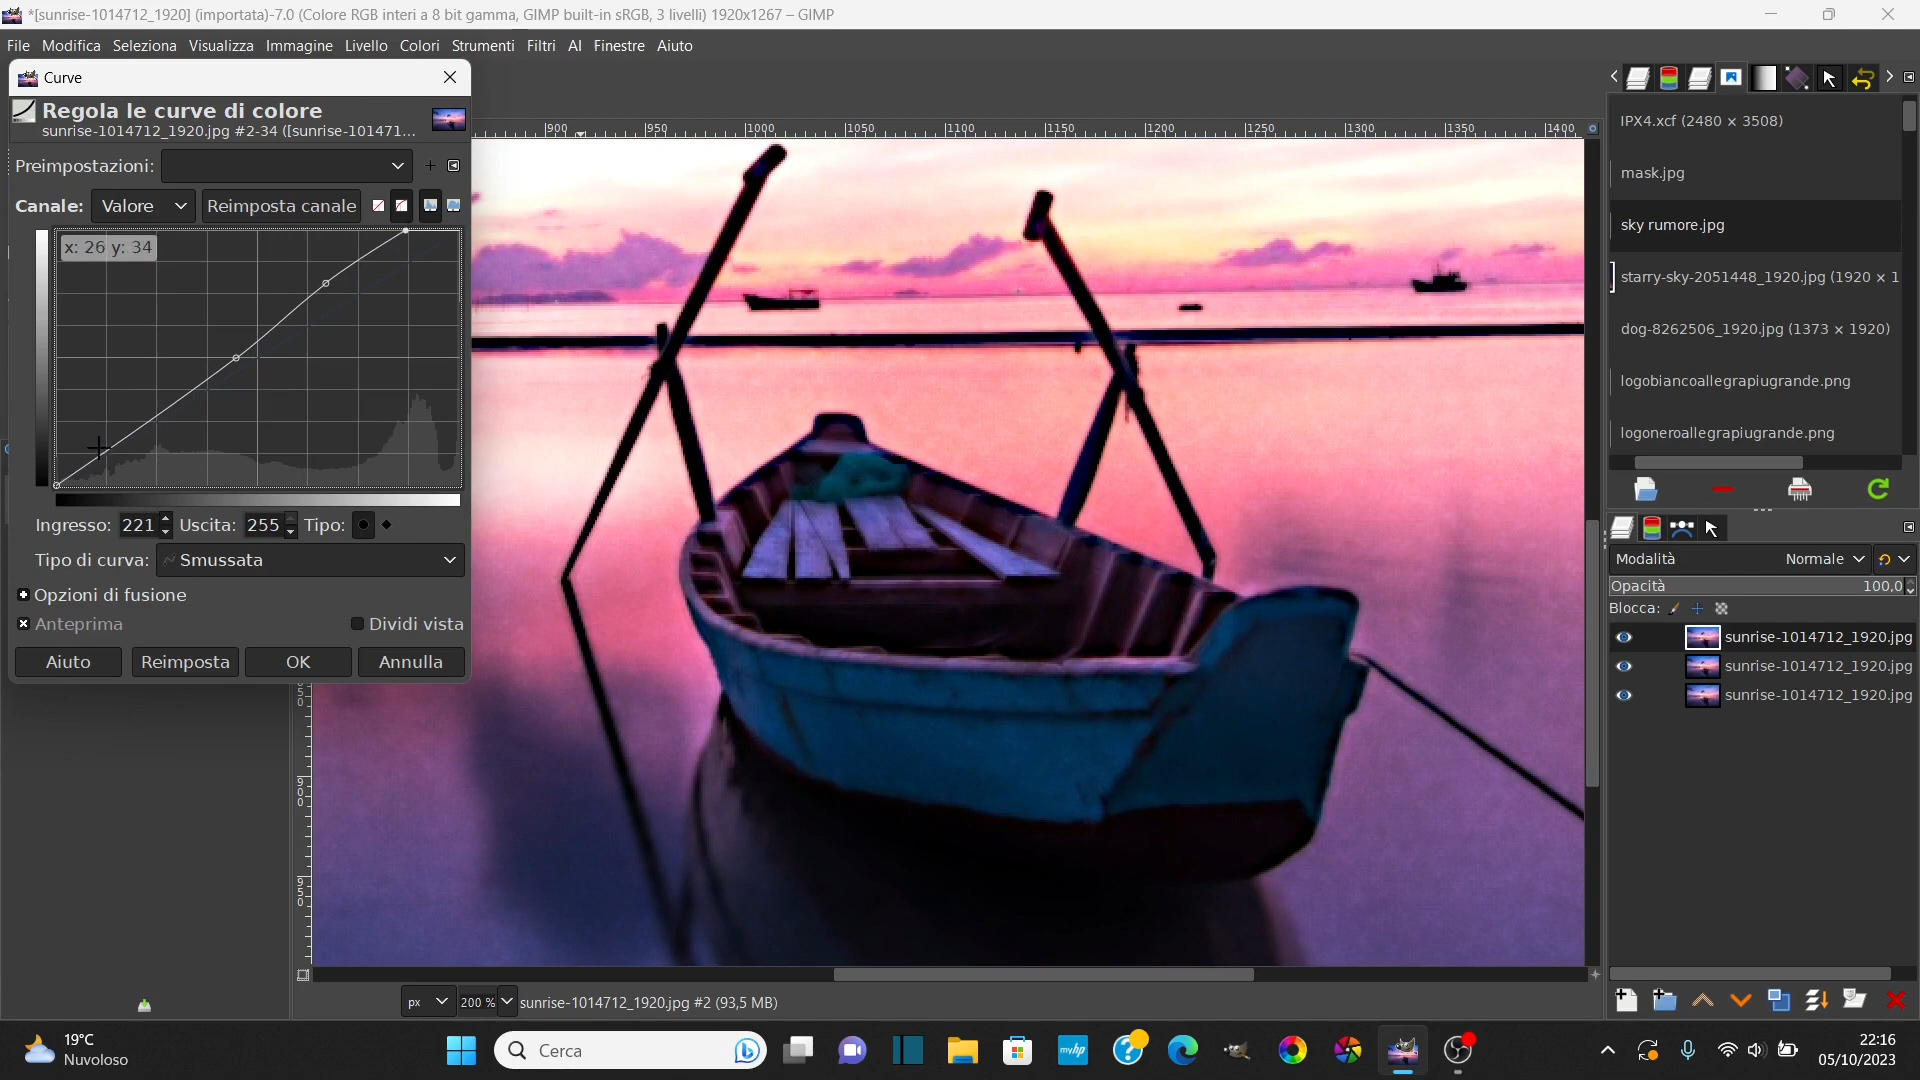 *[sunrise-1014712_1920] (importata)-7.0 (Colore RGB interi a 8 bit gamma, GIMP built-in sRGB, 3 livelli) 1920x1267 – GIMP
File Modifica Seleziona Visualizza Immagine Livello Colori Strumenti Filtri AI Finestre Aiuto
Curve
Regola le curve di colore
sunrise-1014712_1920.jpg #2-34 ([sunrise-101471...
Preimpostazioni:
Canale: Valore Reimposta canale
x: 26 y: 34
Ingresso: 221 Uscita: 255 Tipo:
Tipo di curva: Smussata
Opzioni di fusione
Anteprima Dividi vista
Aiuto Reimposta OK Annulla
900 950 1000 1050 1100 1150 1200 1250 1300 1350 1400
900
950
IPX4.xcf (2480 × 3508)
mask.jpg
sky rumore.jpg
starry-sky-2051448_1920.jpg (1920 × 1
dog-8262506_1920.jpg (1373 × 1920)
logobiancoallegrapiugrande.png
logoneroallegrapiugrande.png
Modalità Normale
Opacità 100,0
Blocca:
sunrise-1014712_1920.jpg
sunrise-1014712_1920.jpg
sunrise-1014712_1920.jpg
px 200 % sunrise-1014712_1920.jpg #2 (93,5 MB)
19°C
Nuvoloso
Cerca
myhp
22:16
05/10/2023